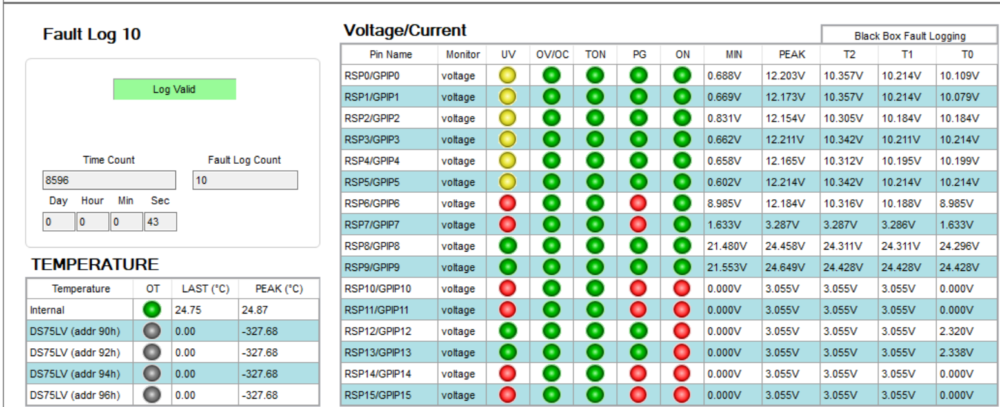 Fault Log 10
Log Valid
Time Count Fault Log Count
8596 10
Day Hour Min Sec
0 0 0 43
TEMPERATURE
Temperature OT LAST (°C) PEAK (°C)
Internal 24.75 24.87
DS75LV (addr 90h) 0.00 -327.68
DS75LV (addr 92h) 0.00 -327.68
DS75LV (addr 94h) 0.00 -327.68
DS75LV (addr 96h) 0.00 -327.68
Voltage/Current
Black Box Fault Logging
Pin Name Monitor UV OV/OC TON PG ON MIN PEAK T2 T1 T0
RSP0/GPIP0 voltage 0.688V 12.203V 10.357V 10.214V 10.109V
RSP1/GPIP1 voltage 0.669V 12.173V 10.357V 10.214V 10.079V
RSP2/GPIP2 voltage 0.831V 12.154V 10.305V 10.184V 10.184V
RSP3/GPIP3 voltage 0.662V 12.211V 10.342V 10.211V 10.214V
RSP4/GPIP4 voltage 0.658V 12.165V 10.312V 10.195V 10.199V
RSP5/GPIP5 voltage 0.602V 12.214V 10.342V 10.214V 10.214V
RSP6/GPIP6 voltage 8.985V 12.184V 10.316V 10.188V 8.985V
RSP7/GPIP7 voltage 1.633V 3.287V 3.287V 3.286V 1.633V
RSP8/GPIP8 voltage 21.480V 24.458V 24.311V 24.311V 24.296V
RSP9/GPIP9 voltage 21.553V 24.649V 24.428V 24.428V 24.428V
RSP10/GPIP10 voltage 0.000V 3.055V 3.055V 3.055V 0.000V
RSP11/GPIP11 voltage 0.000V 3.055V 3.055V 3.055V 0.000V
RSP12/GPIP12 voltage 0.000V 3.055V 3.055V 3.055V 2.320V
RSP13/GPIP13 voltage 0.000V 3.055V 3.055V 3.055V 2.338V
RSP14/GPIP14 voltage 0.000V 3.055V 3.055V 3.055V 0.000V
RSP15/GPIP15 voltage 0.000V 3.055V 3.055V 3.055V 0.000V